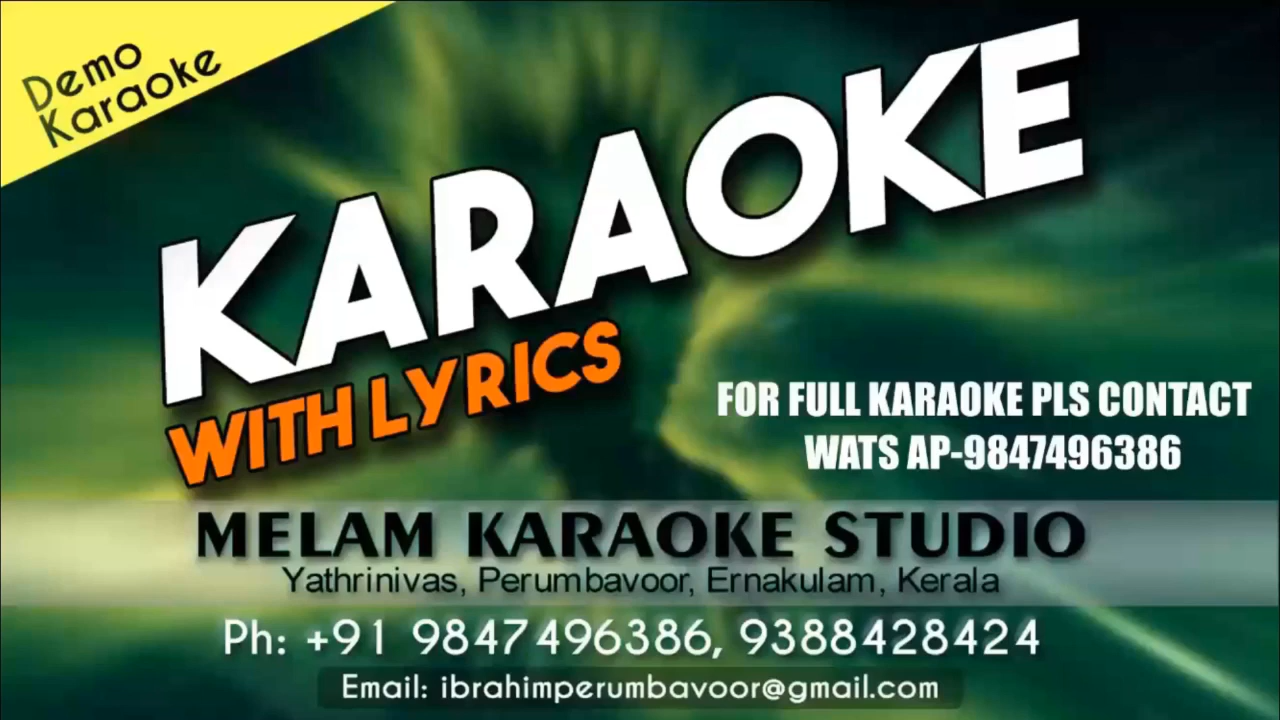 Demo
Karaoke
KARAOKE
WITH LYRICS
FOR FULL KARAOKE PLS CONTACT
WATS AP-9847496386
MELAM KARAOKE STUDIO
Yathrinivas, Perumbavoor, Ernakulam, Kerala
Ph: +91 9847496386, 9388428424
Email: ibrahimperumbavoor@gmail.com